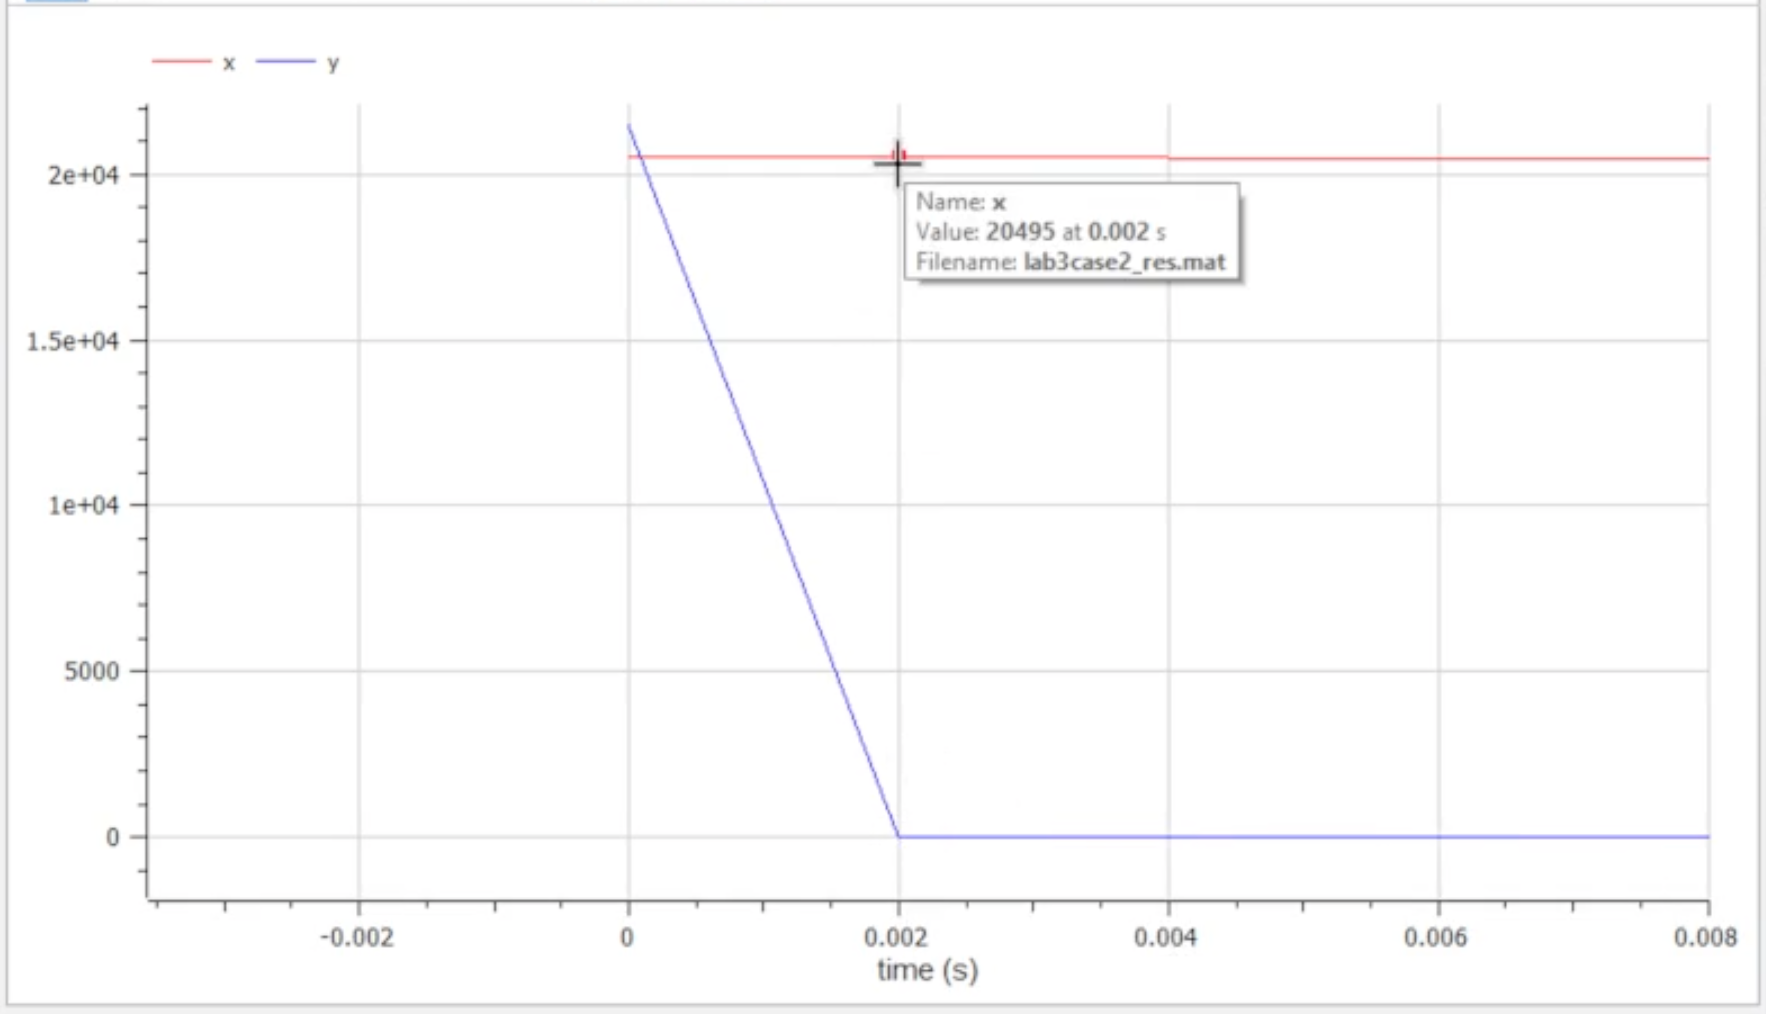 x y
2e+04
Name: x
Value: 20495 at 0.002 s
Filename: lab3case2_res.mat
1.5e+04
1e+04
5000
0
-0.002 0 0.002 0.004 0.006 0.008
time (s)